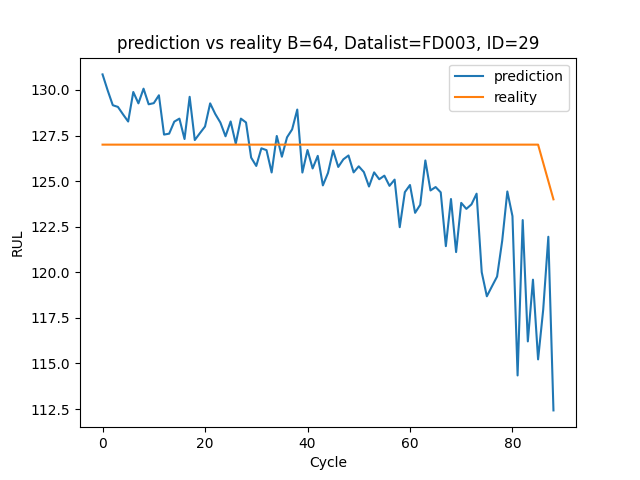 prediction vs reality B=64, Datalist=FD003, ID=29
prediction
reality
130.0
127.5
125.0
122.5
120.0
117.5
115.0
112.5
RUL
0 20 40 60 80
Cycle